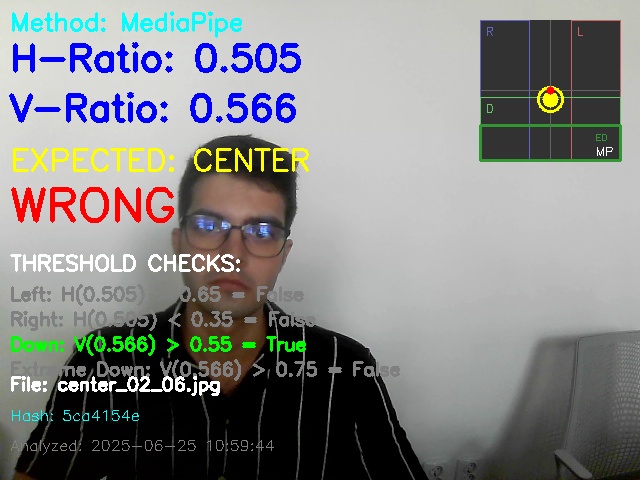 Method: MediaPipe
H-Ratio: 0.505
V-Ratio: 0.566
EXPECTED: CENTER
WRONG
THRESHOLD CHECKS:
Left: H(0.505) > 0.65 = False
Right: H(0.505) < 0.35 = False
Down: V(0.566) > 0.55 = True
Extreme Down: V(0.566) > 0.75 = False
File: center_02_06.jpg
Hash: 5ca4154e
Analyzed: 2025-06-25 10:59:44
R L
D
ED
MP